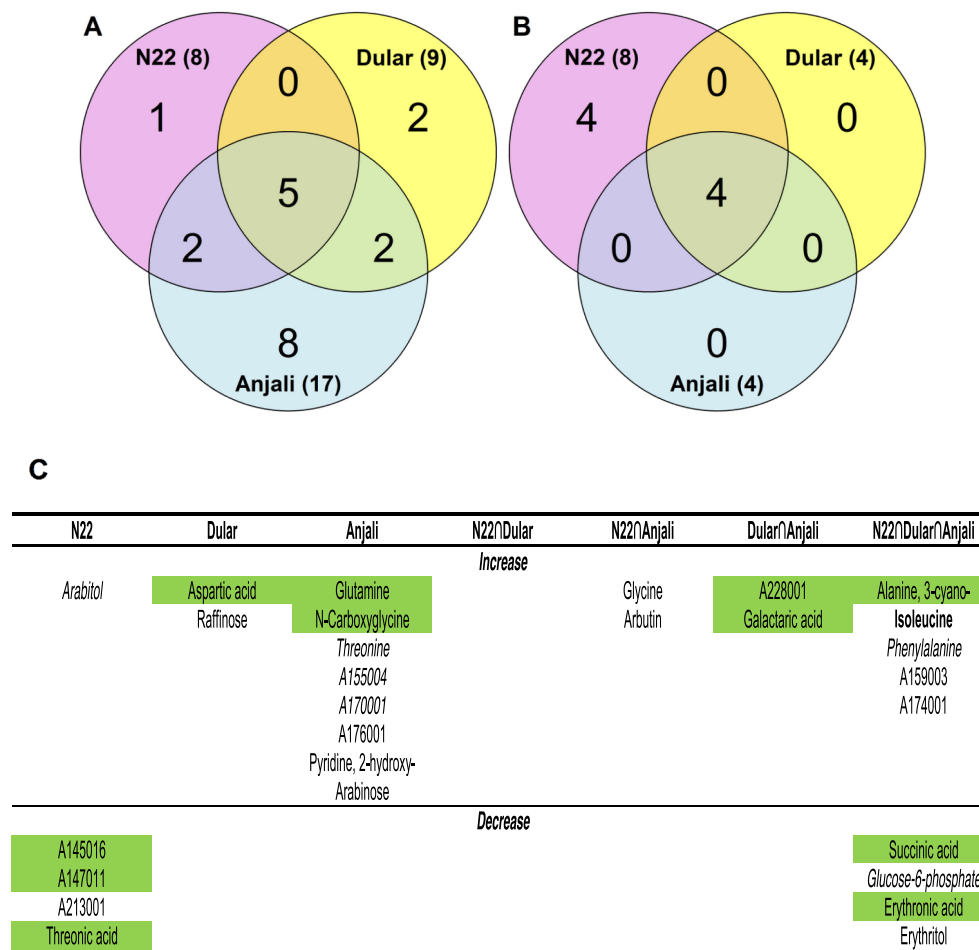 A
B
N22 (8)
Dular (9)
N22 (8)
Dular (4)
0
0
1
2
4
0
5
4
2
2
0
0
8
0
Anjali (17)
Anjali (4)
C
N22 Dular Anjali N22∩Dular N22∩Anjali Dular∩Anjali N22∩Dular∩Anjali
Increase
Arabitol Aspartic acid Glutamine Glycine A228001 Alanine, 3-cyano-
Raffinose N-Carboxyglycine Arbutin Galactaric acid Isoleucine
Threonine Phenylalanine
A155004 A159003
A170001 A174001
A176001
Pyridine, 2-hydroxy-
Arabinose
Decrease
A145016 Succinic acid
A147011 Glucose-6-phosphate
A213001 Erythronic acid
Threonic acid Erythritol